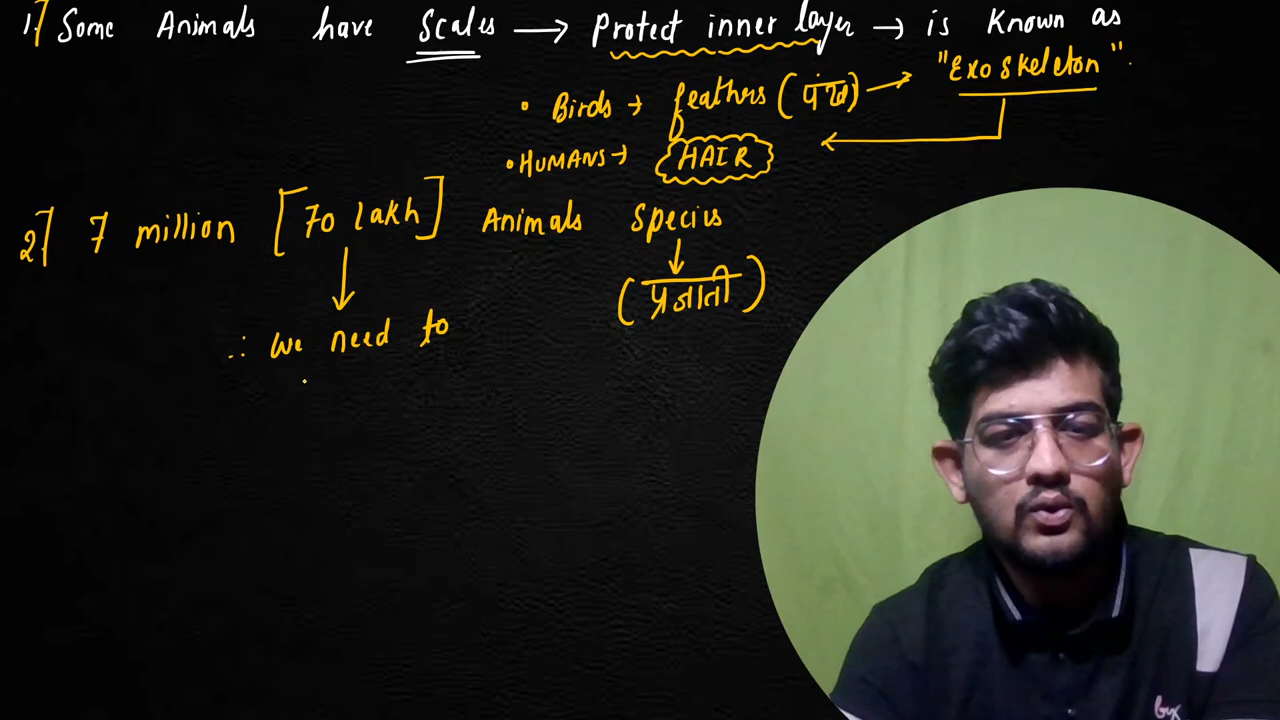 1.] Some Animals have Scales → Protect inner layer → is Known as
"Exoskeleton".
• Birds → feathers (पंख) →
• HUMANS → HAIR
2] 7 million [70 lakh] Animals Species
↓ (प्रजाती)
∴ we need to